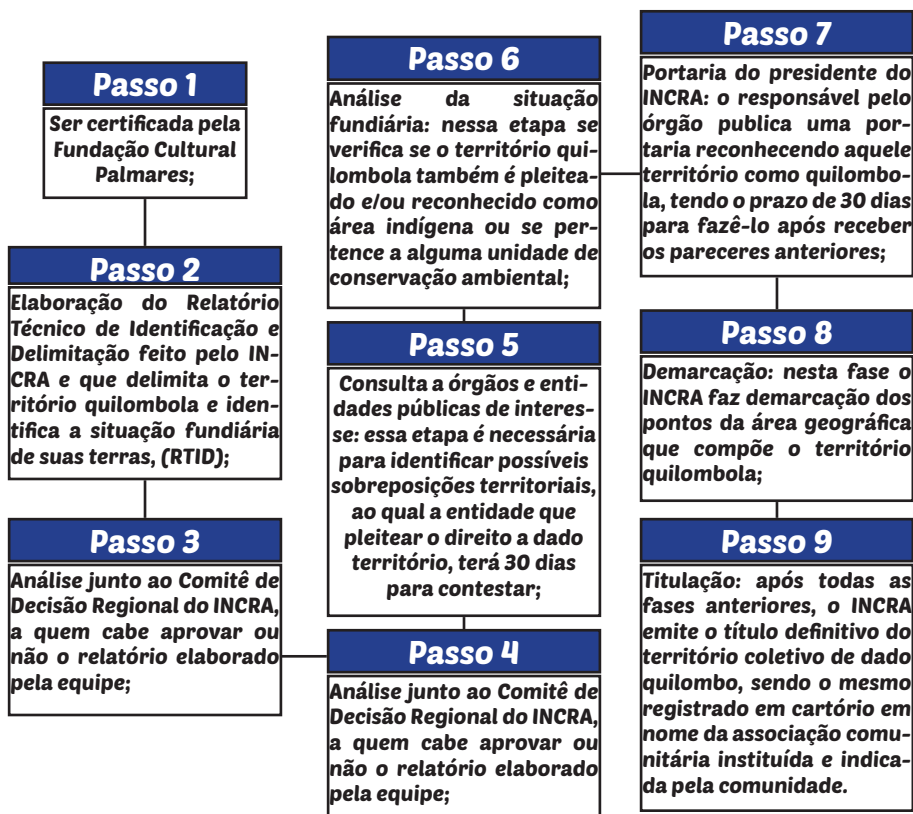 Passo 1
Ser certificada pela
Fundação Cultural
Palmares;
Passo 2
Elaboração do Relatório
Técnico de Identificação e
Delimitação feito pelo IN-
CRA e que delimita o ter-
ritório quilombola e iden-
tifica a situação fundiária
de suas terras, (RTID);
Passo 3
Análise junto ao Comitê de
Decisão Regional do INCRA,
a quem cabe aprovar ou
não o relatório elaborado
pela equipe;
Passo 4
Análise junto ao Comitê de
Decisão Regional do INCRA,
a quem cabe aprovar ou
não o relatório elaborado
pela equipe;
Passo 5
Consulta a órgãos e enti-
dades públicas de interes-
se: essa etapa é necessária
para identificar possíveis
sobreposições territoriais,
ao qual a entidade que
pleitear o direito a dado
território, terá 30 dias
para contestar;
Passo 6
Análise da situação
fundiária: nessa etapa se
verifica se o território qui-
lombola também é pleitea-
do e/ou reconhecido como
área indígena ou se per-
tence a alguma unidade de
conservação ambiental;
Passo 7
Portaria do presidente do
INCRA: o responsável pelo
órgão publica uma por-
taria reconhecendo aquele
território como quilombo-
la, tendo o prazo de 30 dias
para fazê-lo após receber
os pareceres anteriores;
Passo 8
Demarcação: nesta fase o
INCRA faz demarcação dos
pontos da área geográfica
que compõe o território
quilombola;
Passo 9
Titulação: após todas as
fases anteriores, o INCRA
emite o título definitivo do
território coletivo de dado
quilombo, sendo o mesmo
registrado em cartório em
nome da associação comu-
nitária instituída e indica-
da pela comunidade.